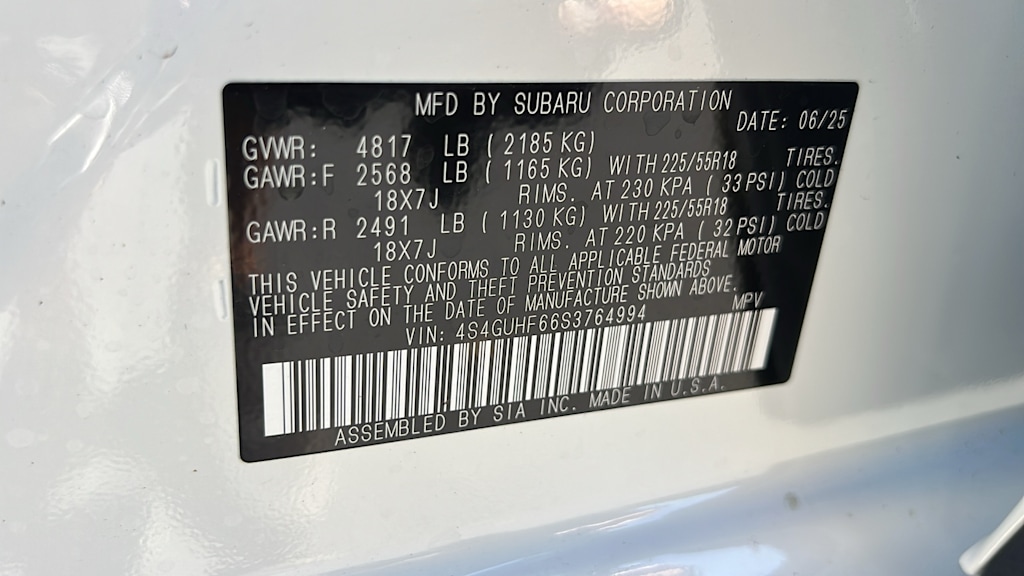 MFD BY SUBARU CORPORATION
DATE: 06/25
GVWR: 4817 LB ( 2185 KG)
GAWR:F 2568 LB ( 1165 KG) WITH 225/55R18 TIRES.
18X7J RIMS. AT 230 KPA ( 33 PSI) COLD
GAWR:R 2491 LB ( 1130 KG) WITH 225/55R18 TIRES.
18X7J RIMS. AT 220 KPA ( 32 PSI) COLD
THIS VEHICLE CONFORMS TO ALL APPLICABLE FEDERAL MOTOR
VEHICLE SAFETY AND THEFT PREVENTION STANDARDS
IN EFFECT ON THE DATE OF MANUFACTURE SHOWN ABOVE.
VIN: 4S4GUHF66S3764994 MPV
ASSEMBLED BY SIA INC. MADE IN U.S.A.